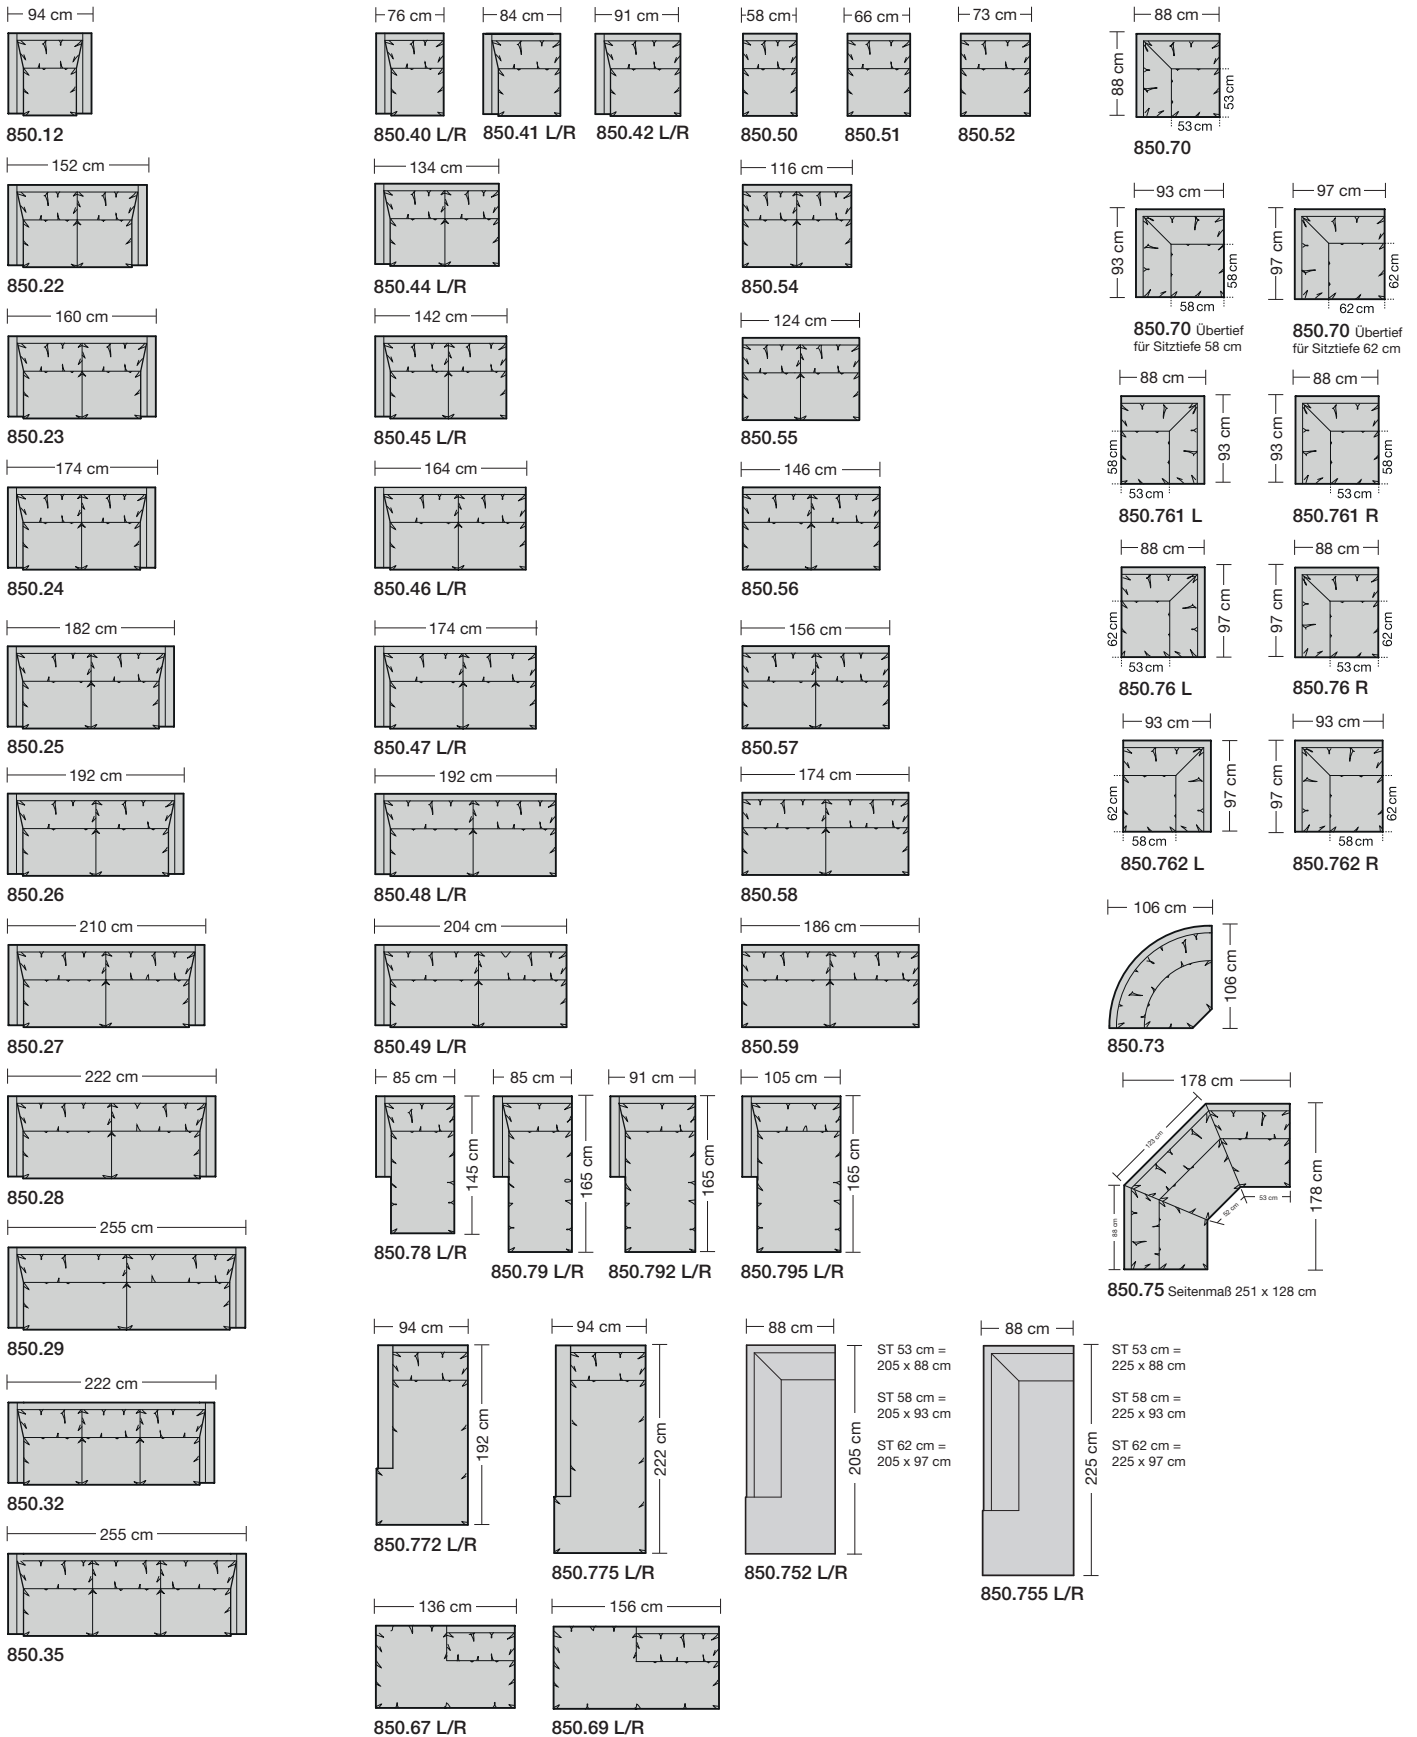 94 cm
850.12
152 cm
850.22
160 cm
850.23
174 cm
850.24
182 cm
850.25
192 cm
850.26
210 cm
850.27
222 cm
850.28
255 cm
850.29
222 cm
850.32
255 cm
850.35
76 cm
850.40 L/R
84 cm
850.41 L/R
91 cm
850.42 L/R
134 cm
850.44 L/R
142 cm
850.45 L/R
164 cm
850.46 L/R
174 cm
850.47 L/R
192 cm
850.48 L/R
204 cm
850.49 L/R
85 cm
145 cm
850.78 L/R
85 cm
165 cm
850.79 L/R
91 cm
165 cm
850.792 L/R
105 cm
165 cm
850.795 L/R
94 cm
192 cm
850.772 L/R
94 cm
222 cm
850.775 L/R
88 cm
205 cm
850.752 L/R
ST 53 cm =
205 x 88 cm
ST 58 cm =
205 x 93 cm
ST 62 cm =
205 x 97 cm
88 cm
225 cm
850.755 L/R
ST 53 cm =
225 x 88 cm
ST 58 cm =
225 x 93 cm
ST 62 cm =
225 x 97 cm
136 cm
850.67 L/R
156 cm
850.69 L/R
58 cm
850.50
66 cm
850.51
73 cm
850.52
116 cm
850.54
124 cm
850.55
146 cm
850.56
156 cm
850.57
174 cm
850.58
186 cm
850.59
88 cm
88 cm
53 cm
53 cm
850.70
93 cm
93 cm
58 cm
58 cm
850.70 Übertief
für Sitztiefe 58 cm
97 cm
97 cm
62 cm
62 cm
850.70 Übertief
für Sitztiefe 62 cm
88 cm
58 cm
93 cm
53 cm
850.761 L
88 cm
93 cm
58 cm
53 cm
850.761 R
88 cm
62 cm
97 cm
53 cm
850.76 L
88 cm
97 cm
62 cm
53 cm
850.76 R
93 cm
62 cm
97 cm
58 cm
850.762 L
93 cm
97 cm
62 cm
58 cm
850.762 R
106 cm
106 cm
850.73
178 cm
123 cm
178 cm
88 cm
52 cm
53 cm
850.75 Seitenmaß 251 x 128 cm